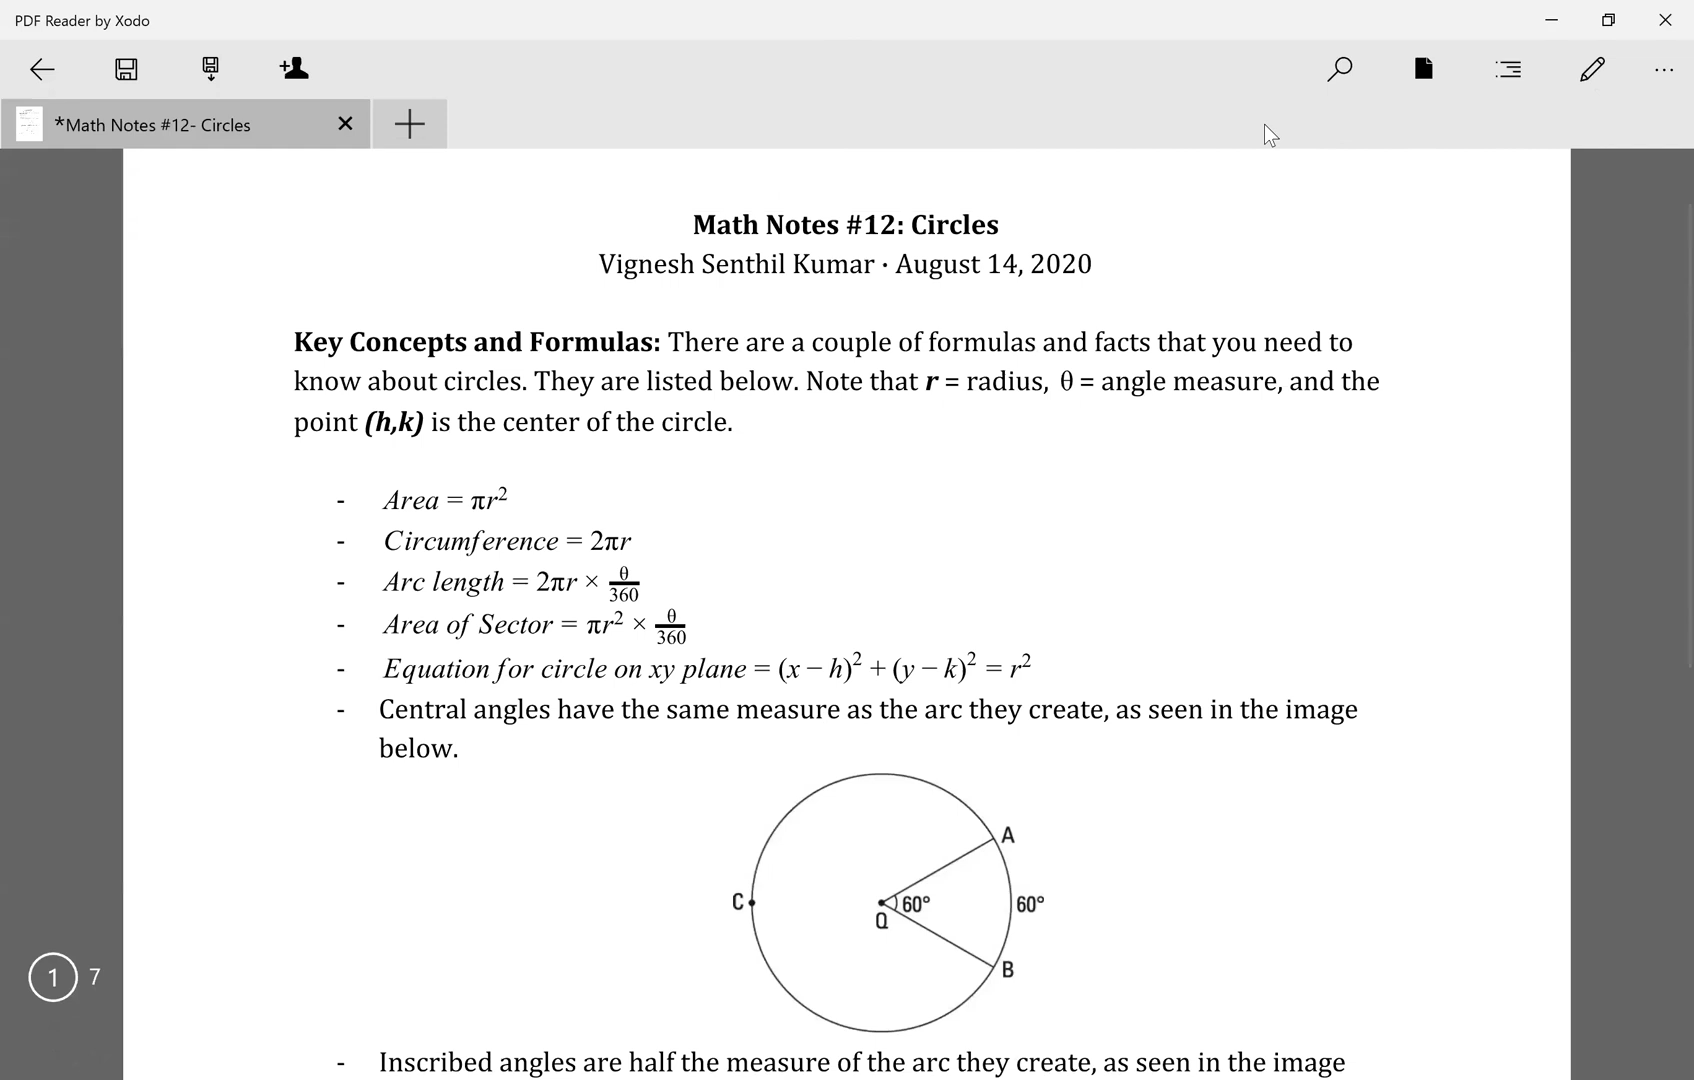 PDF Reader by Xodo
*Math Notes #12- Circles
Math Notes #12: Circles
Vignesh Senthil Kumar · August 14, 2020
Key Concepts and Formulas: There are a couple of formulas and facts that you need to
know about circles. They are listed below. Note that r = radius, θ = angle measure, and the
point (h,k) is the center of the circle.
- Area = πr²
- Circumference = 2πr
- Arc length = 2πr × θ/360
- Area of Sector = πr² × θ/360
- Equation for circle on xy plane = (x − h)² + (y − k)² = r²
- Central angles have the same measure as the arc they create, as seen in the image
below.
A
C
60°
60°
Q
B
1 7
- Inscribed angles are half the measure of the arc they create, as seen in the image